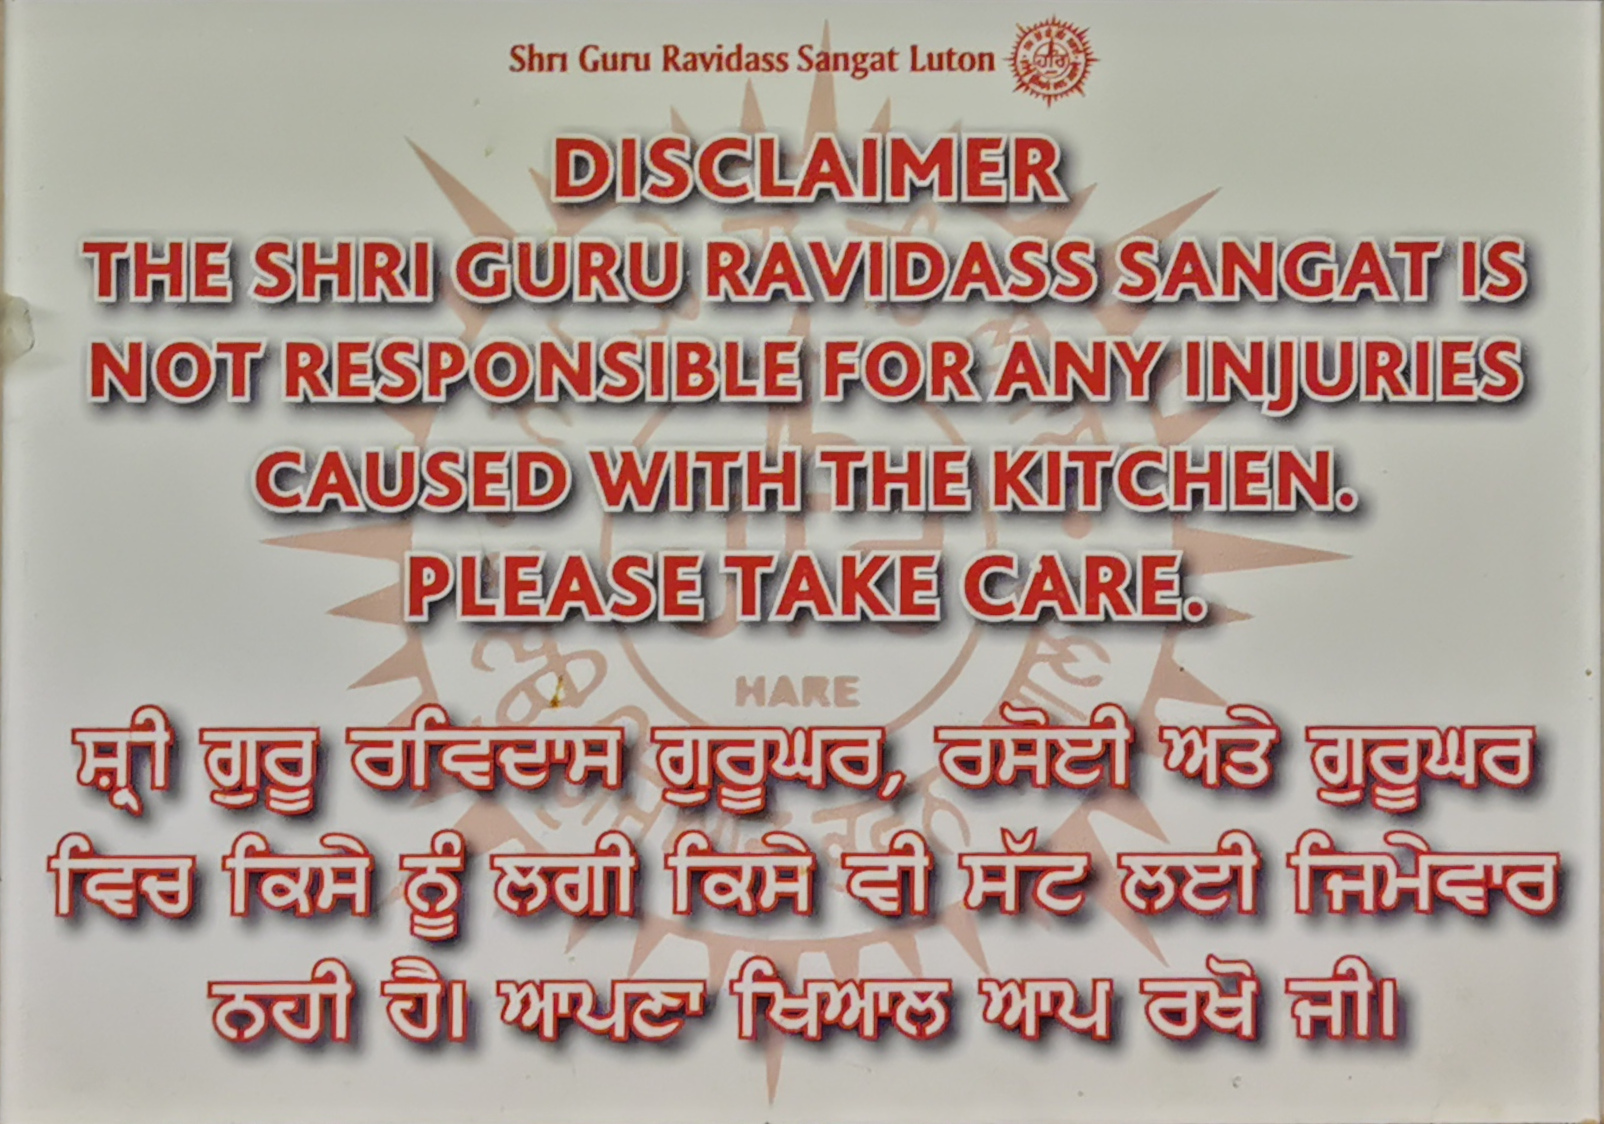 Shri Guru Ravidass Sangat Luton
DISCLAIMER
THE SHRI GURU RAVIDASS SANGAT IS
NOT RESPONSIBLE FOR ANY INJURIES
CAUSED WITH THE KITCHEN.
PLEASE TAKE CARE.
HARE
ਸ਼੍ਰੀ ਗੁਰੂ ਰਵਿਦਾਸ ਗੁਰੂਘਰ, ਰਸੋਈ ਅਤੇ ਗੁਰੂਘਰ
ਵਿਚ ਕਿਸੇ ਨੂੰ ਲਗੀ ਕਿਸੇ ਵੀ ਸੱਟ ਲਈ ਜਿਮੇਵਾਰ
ਨਹੀ ਹੈ। ਆਪਣਾ ਖਿਆਲ ਆਪ ਰਖੋ ਜੀ।